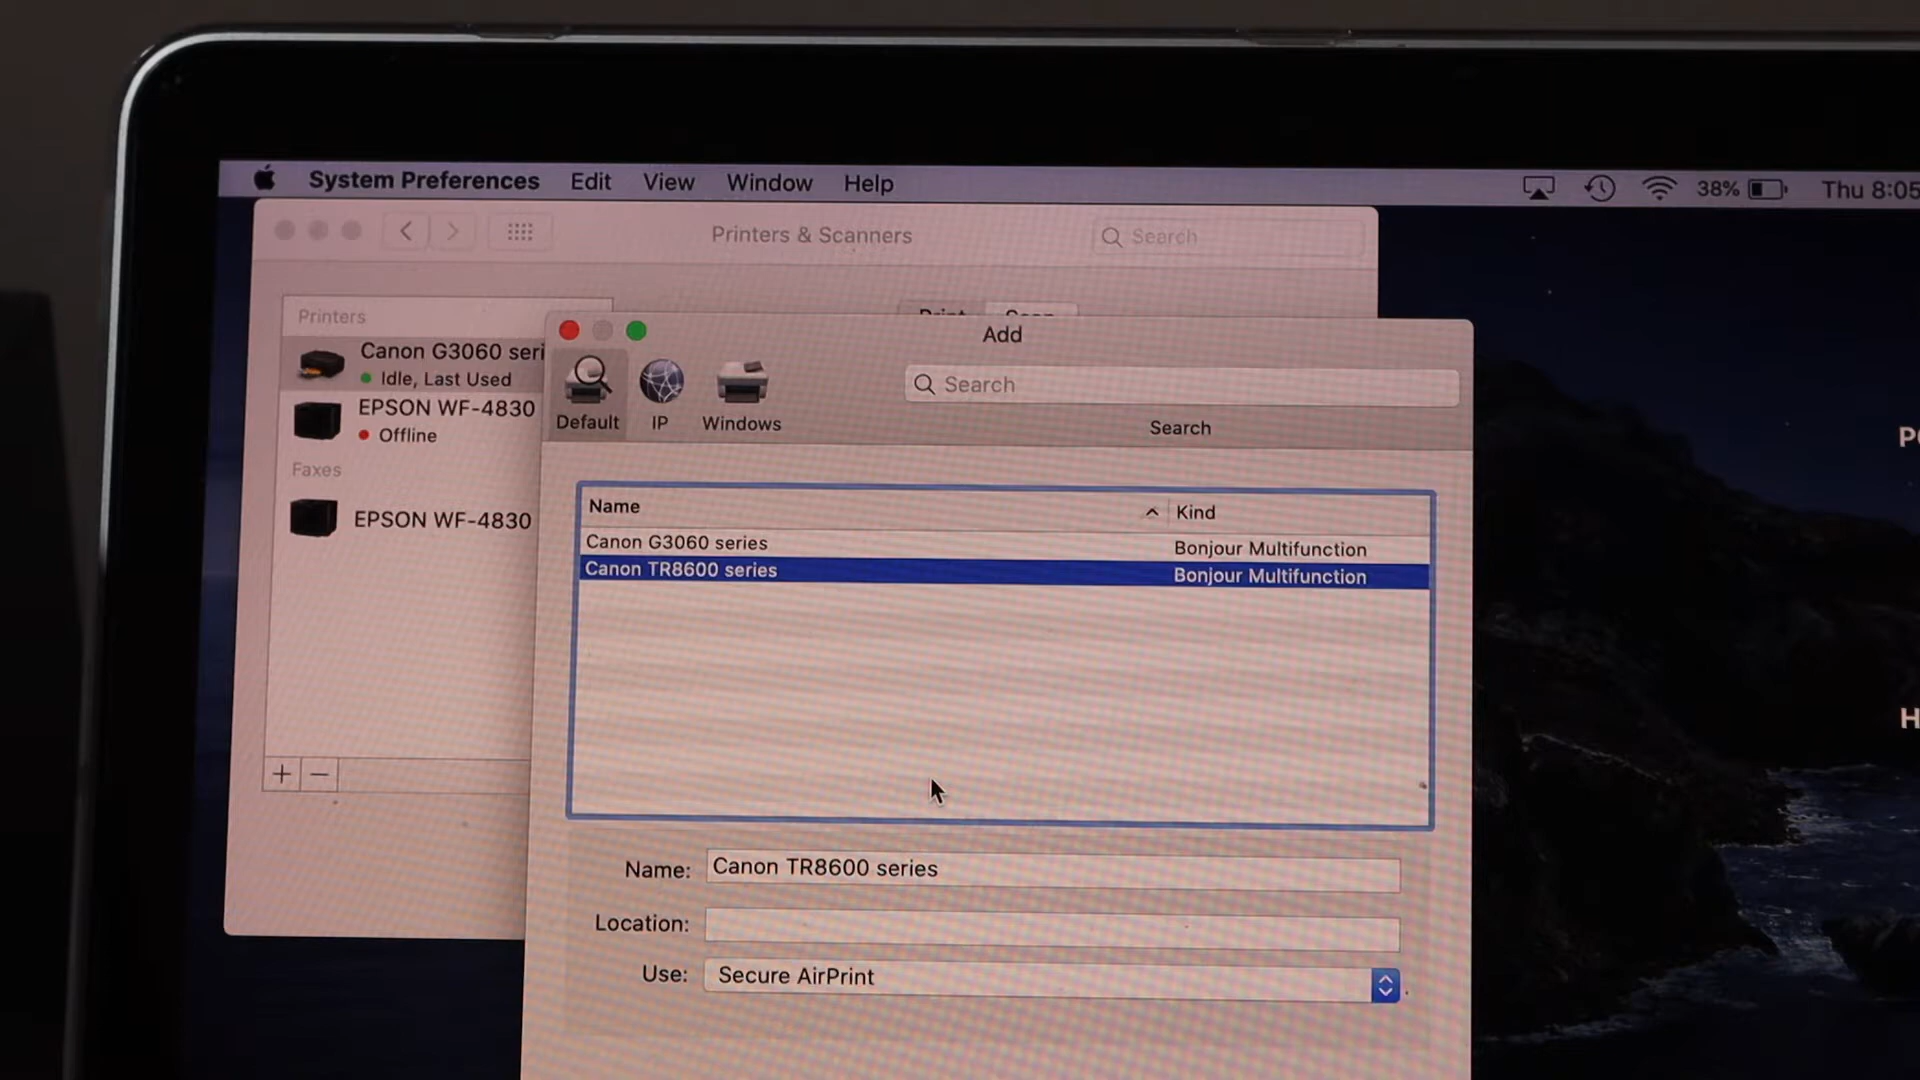 System Preferences Edit View Window Help 38% Thu 8:05
Printers & Scanners Search
Printers
Canon G3060 seri
Idle, Last Used
EPSON WF-4830
Offline
Faxes
EPSON WF-4830
+ −
Print Scan
Add
Default IP Windows
Search
Search
Name Kind
Canon G3060 series Bonjour Multifunction
Canon TR8600 series Bonjour Multifunction
Name: Canon TR8600 series
Location:
Use: Secure AirPrint